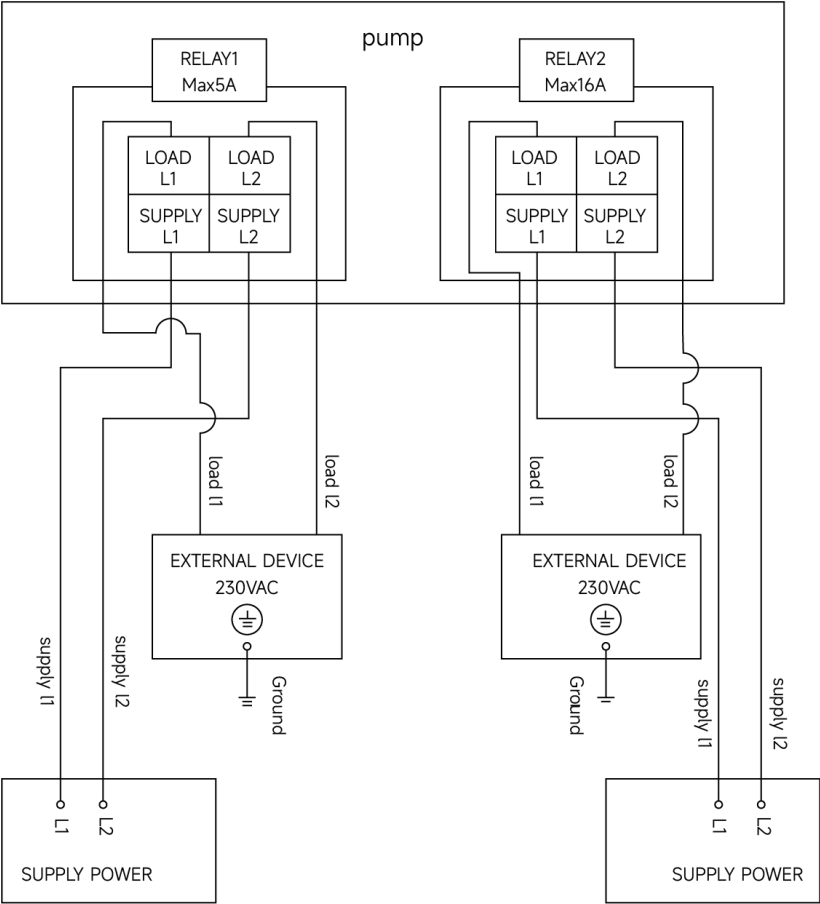 pump
RELAY1
Max5A
LOAD
L1
LOAD
L2
SUPPLY
L1
SUPPLY
L2
RELAY2
Max16A
LOAD
L1
LOAD
L2
SUPPLY
L1
SUPPLY
L2
load l1
load l2
load l1
load l2
EXTERNAL DEVICE
230VAC
EXTERNAL DEVICE
230VAC
supply l1
supply l2
Ground
Ground
supply l1
supply l2
L1
L2
SUPPLY POWER
L1
L2
SUPPLY POWER